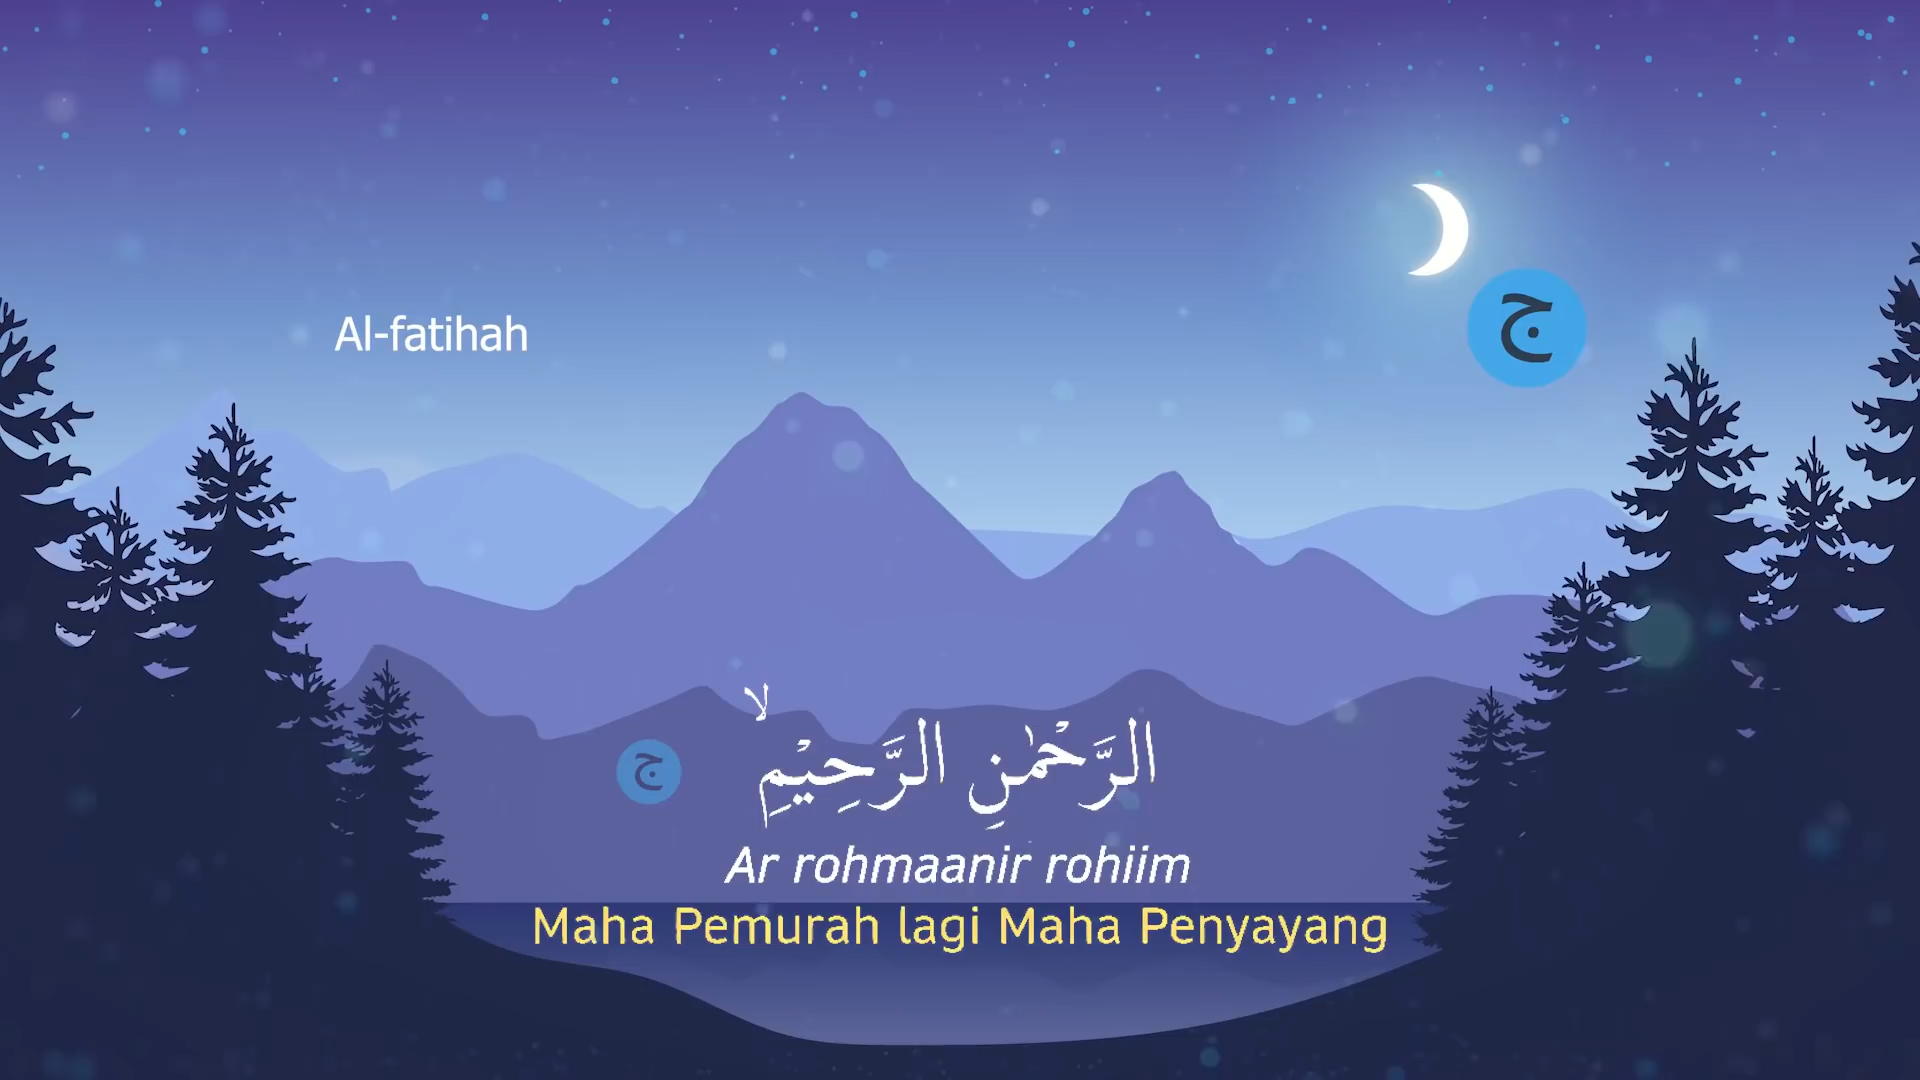 Al-fatihah
ج
الرَّحْمٰنِ الرَّحِيْمِۙ
ج
Ar rohmaanir rohiim
Maha Pemurah lagi Maha Penyayang